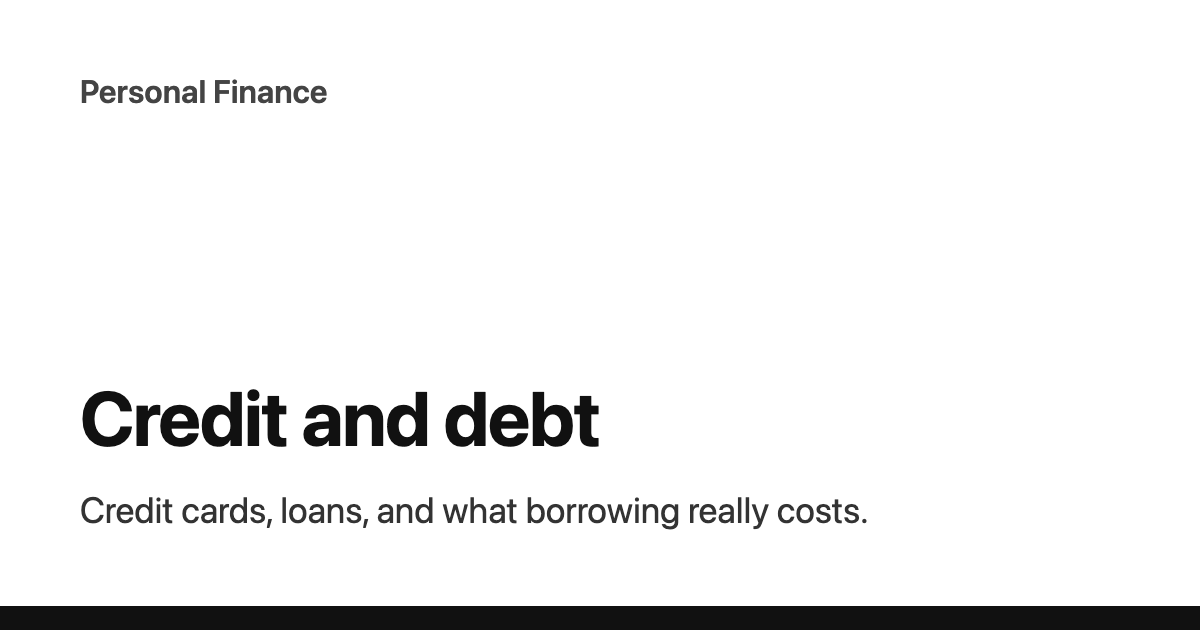 Personal Finance
Credit and debt
Credit cards, loans, and what borrowing really costs.